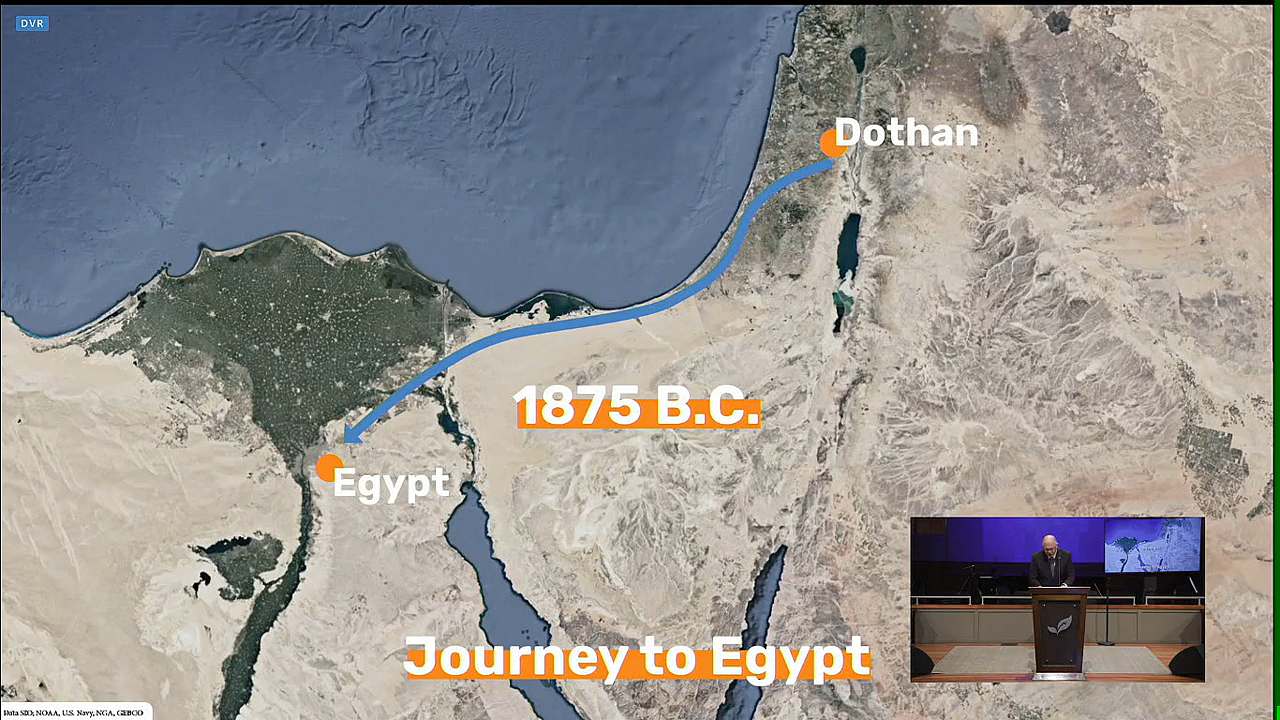 DVR
Dothan
1875 B.C.
Egypt
Journey to Egypt
Data SIO, NOAA, U.S. Navy, NGA, GEBCO